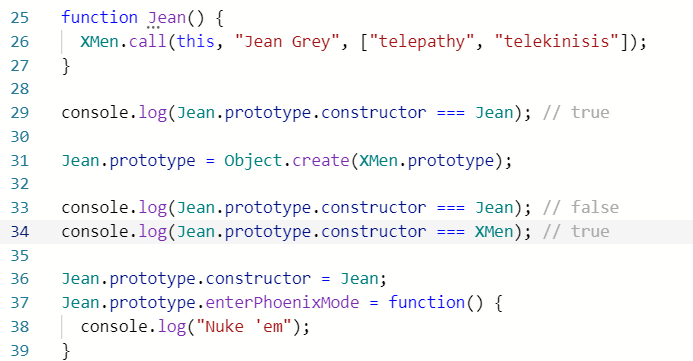 25 function Jean() {
26 XMen.call(this, "Jean Grey", ["telepathy", "telekinisis"]);
27 }
28
29 console.log(Jean.prototype.constructor === Jean); // true
30
31 Jean.prototype = Object.create(XMen.prototype);
32
33 console.log(Jean.prototype.constructor === Jean); // false
34 console.log(Jean.prototype.constructor === XMen); // true
35
36 Jean.prototype.constructor = Jean;
37 Jean.prototype.enterPhoenixMode = function() {
38 console.log("Nuke 'em");
39 }